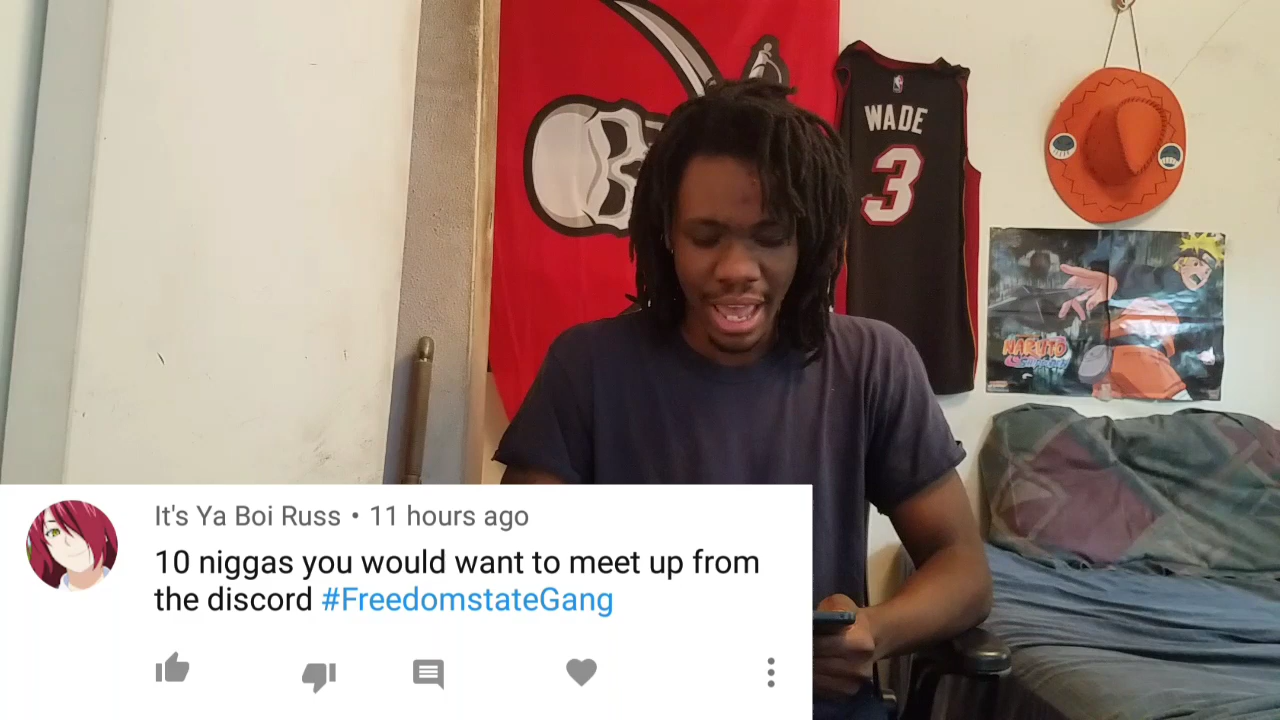 WADE
3
NARUTO
It's Ya Boi Russ • 11 hours ago
10 niggas you would want to meet up from
the discord #FreedomstateGang